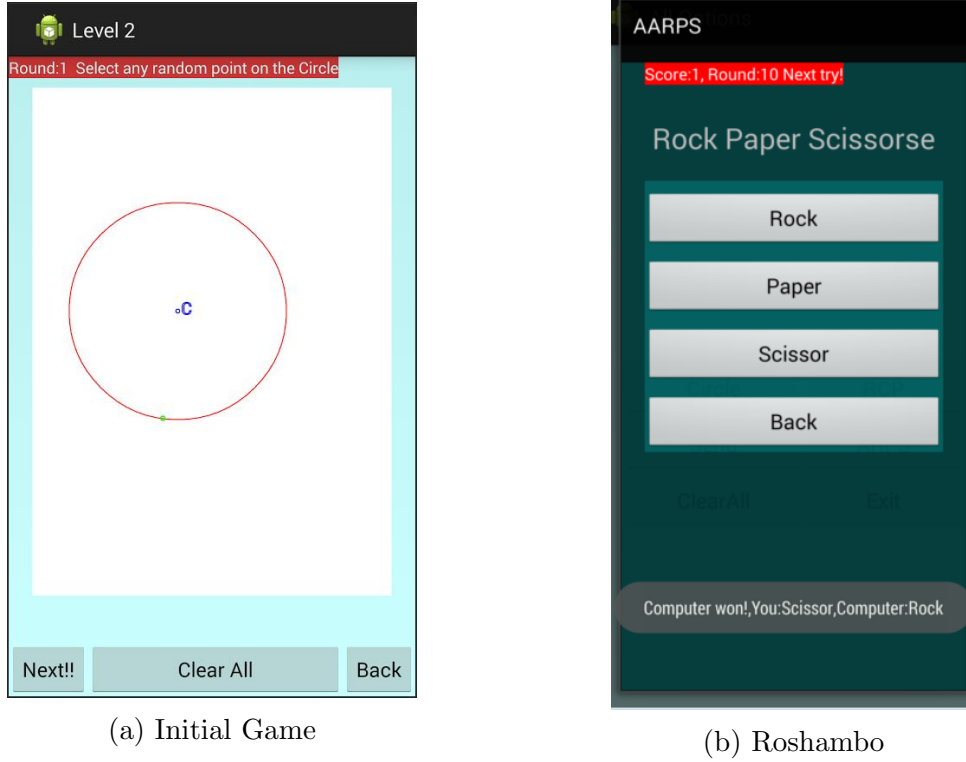 Level 2
Round:1 Select any random point on the Circle
C
Next!!
Clear All
Back
(a) Initial Game
AARPS
Score:1, Round:10 Next try!
Rock Paper Scissorse
Rock
Paper
Scissor
Back
ClearAll
Exit
Computer won!,You:Scissor,Computer:Rock
(b) Roshambo